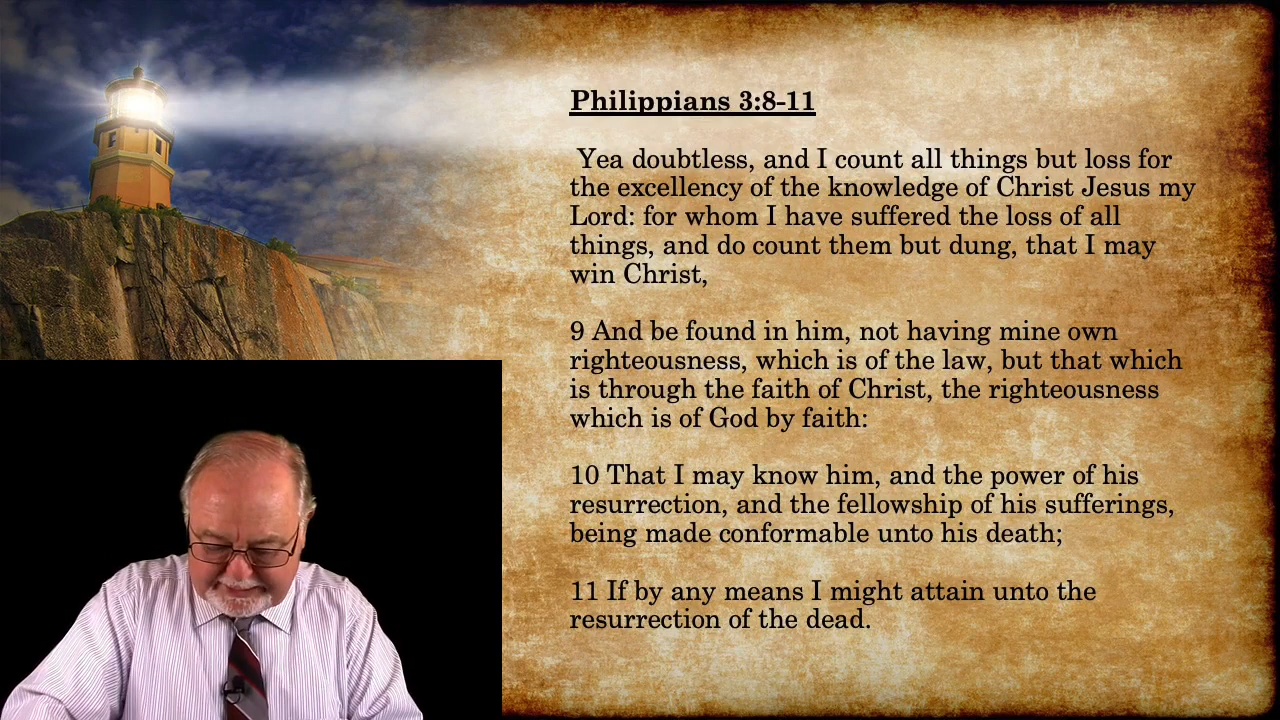 Philippians 3:8-11
Yea doubtless, and I count all things but loss for
the excellency of the knowledge of Christ Jesus my
Lord: for whom I have suffered the loss of all
things, and do count them but dung, that I may
win Christ,
9 And be found in him, not having mine own
righteousness, which is of the law, but that which
is through the faith of Christ, the righteousness
which is of God by faith:
10 That I may know him, and the power of his
resurrection, and the fellowship of his sufferings,
being made conformable unto his death;
11 If by any means I might attain unto the
resurrection of the dead.